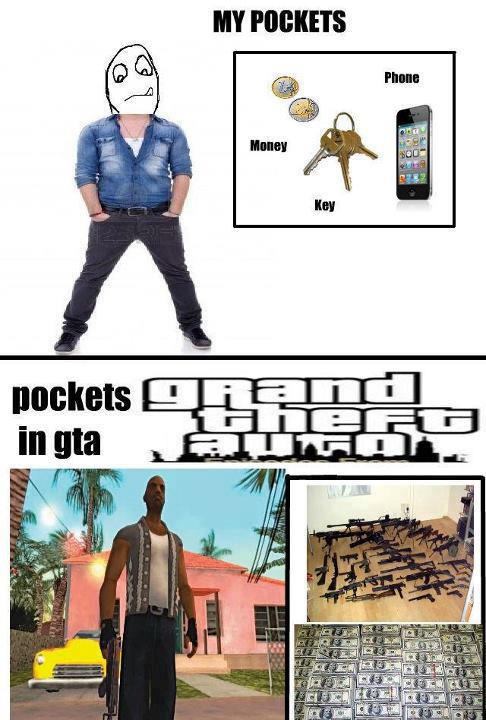 MY POCKETS
Phone
Money
Key
pockets
in gta
grand
theft
auto